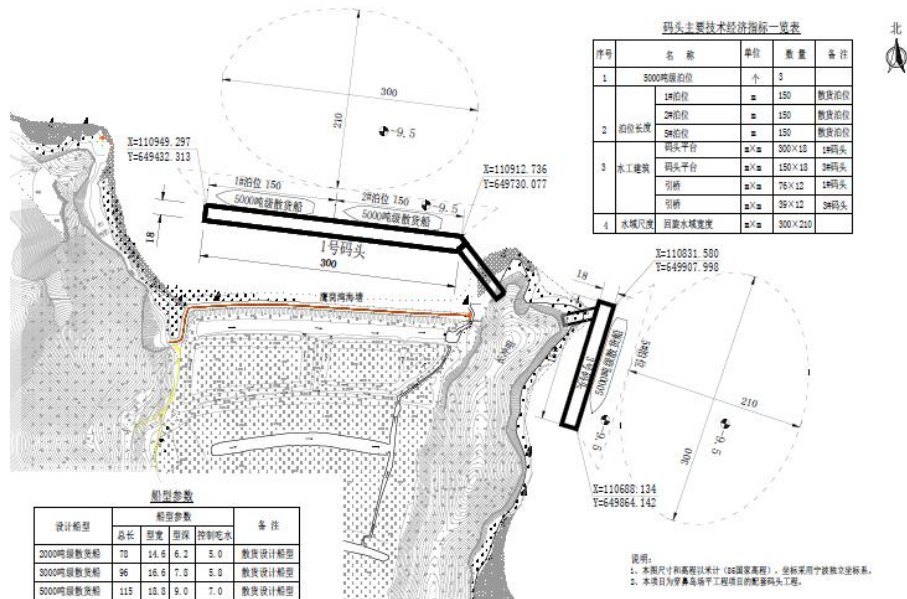 码头主要技术经济指标一览表
北
序号 名 称 单位 数 量 备 注
1 5000吨级泊位 个 3
2 泊位长度 1#泊位 m 150 散货泊位
2#泊位 m 150 散货泊位
5#泊位 m 150 散货泊位
3 水工建筑 码头平台 m×m 300×18 1#码头
码头平台 m×m 150×18 3#码头
引桥 m×m 76×12 1#码头
引桥 m×m 39×12 3#码头
4 水域尺度 回旋水域宽度 m×m 300×210
300
210
-9.5
X=110949.297
Y=649432.313
X=110912.736
Y=649730.077
1#泊位 150
5000吨级散货船
2#泊位 150
5000吨级散货船
-9.5
18
1号码头
300
X=110831.580
Y=649907.998
18
5000吨级散货船
5#泊位
-9.5
210
300
-9.5
X=110688.134
Y=649864.142
船型参数
设计船型 船型参数 备 注
总长 型宽 型深 控制吃水
2000吨级散货船 78 14.6 6.2 5.0 散货设计船型
3000吨级散货船 96 16.6 7.8 5.8 散货设计船型
5000吨级散货船 115 18.8 9.0 7.0 散货设计船型
说明:
1、本图尺寸和高程以米计（85国家高程），坐标采用宁波独立坐标系。
2、本项目为穿鼻岛场平工程项目的配套码头工程。